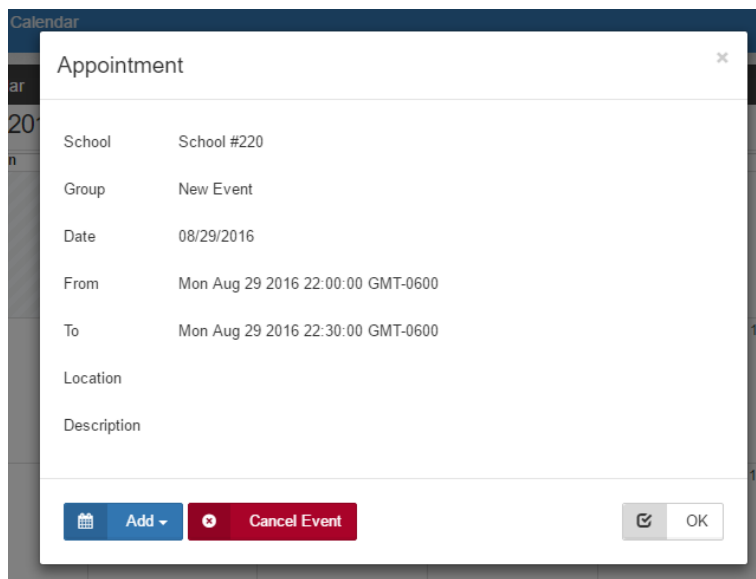 Calendar
ar
Appointment ×
201
n
School School #220
Group New Event
Date 08/29/2016
From Mon Aug 29 2016 22:00:00 GMT-0600
To Mon Aug 29 2016 22:30:00 GMT-0600
Location
Description
Add
Cancel Event
OK